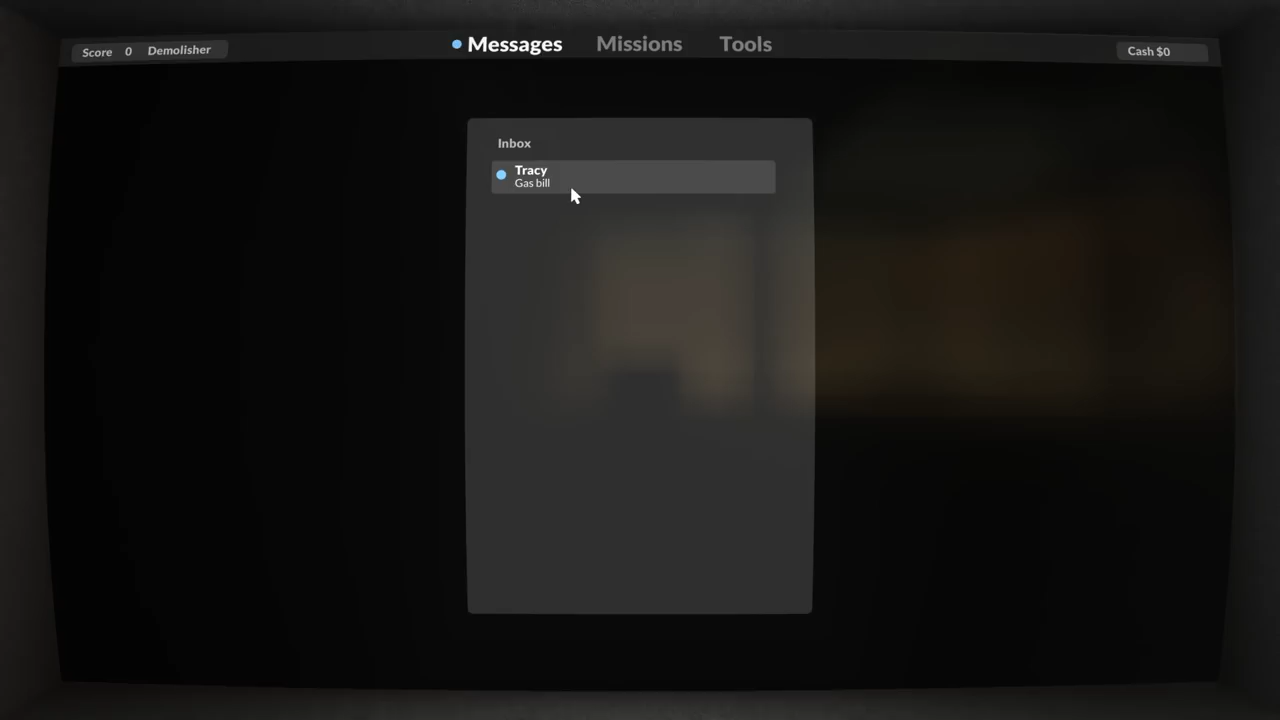 Score 0 Demolisher
Messages Missions Tools
Cash $0
Inbox
Tracy
Gas bill